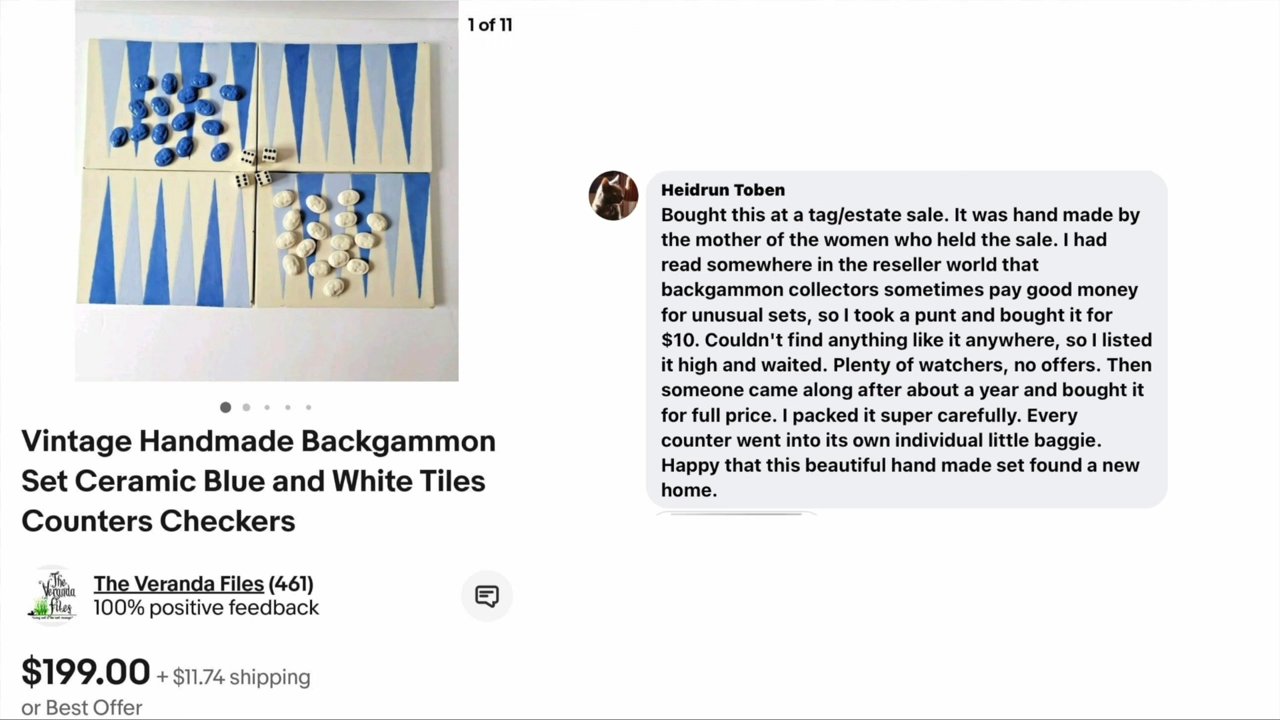 1 of 11
Vintage Handmade Backgammon
Set Ceramic Blue and White Tiles
Counters Checkers
The Veranda Files (461)
100% positive feedback
The
Veranda
Files
$199.00 + $11.74 shipping
or Best Offer
Heidrun Toben
Bought this at a tag/estate sale. It was hand made by
the mother of the women who held the sale. I had
read somewhere in the reseller world that
backgammon collectors sometimes pay good money
for unusual sets, so I took a punt and bought it for
$10. Couldn't find anything like it anywhere, so I listed
it high and waited. Plenty of watchers, no offers. Then
someone came along after about a year and bought it
for full price. I packed it super carefully. Every
counter went into its own individual little baggie.
Happy that this beautiful hand made set found a new
home.